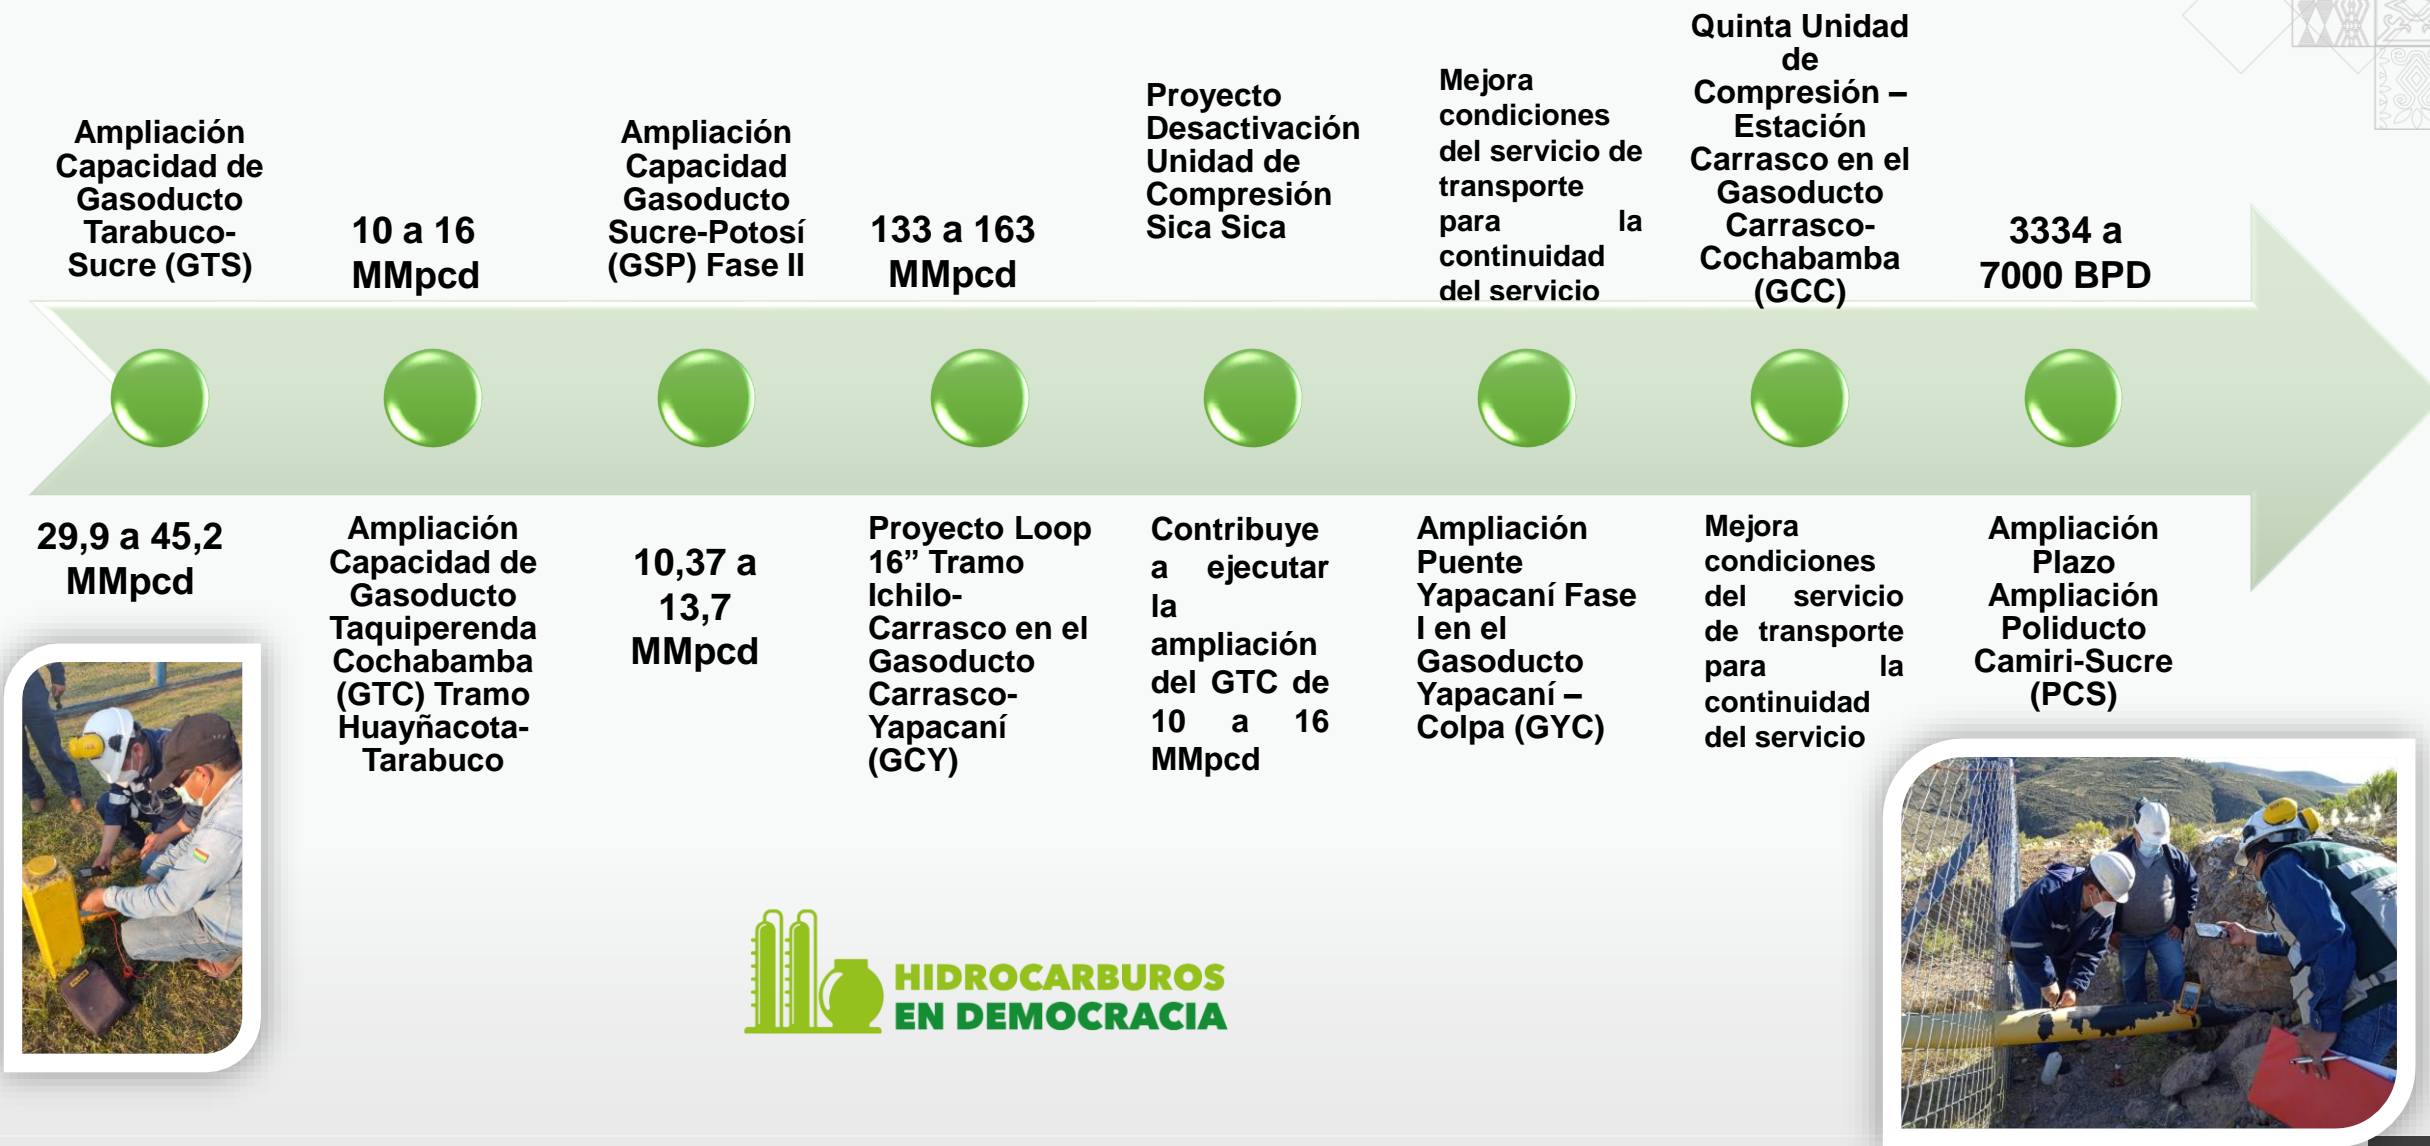 Ampliación
Capacidad de
Gasoducto
Tarabuco-
Sucre (GTS)
29,9 a 45,2
MMpcd
10 a 16
MMpcd
Ampliación
Capacidad de
Gasoducto
Taquiperenda
Cochabamba
(GTC) Tramo
Huayñacota-
Tarabuco
Ampliación
Capacidad
Gasoducto
Sucre-Potosí
(GSP) Fase II
10,37 a
13,7
MMpcd
133 a 163
MMpcd
Proyecto Loop
16” Tramo
Ichilo-
Carrasco en el
Gasoducto
Carrasco-
Yapacaní
(GCY)
Proyecto
Desactivación
Unidad de
Compresión
Sica Sica
Contribuye
a ejecutar
la
ampliación
del GTC de
10 a 16
MMpcd
Mejora
condiciones
del servicio de
transporte
para la
continuidad
del servicio
Ampliación
Puente
Yapacaní Fase
I en el
Gasoducto
Yapacaní –
Colpa (GYC)
Quinta Unidad
de
Compresión –
Estación
Carrasco en el
Gasoducto
Carrasco-
Cochabamba
(GCC)
Mejora
condiciones
del servicio
de transporte
para la
continuidad
del servicio
3334 a
7000 BPD
Ampliación
Plazo
Ampliación
Poliducto
Camiri-Sucre
(PCS)
HIDROCARBUROS
EN DEMOCRACIA